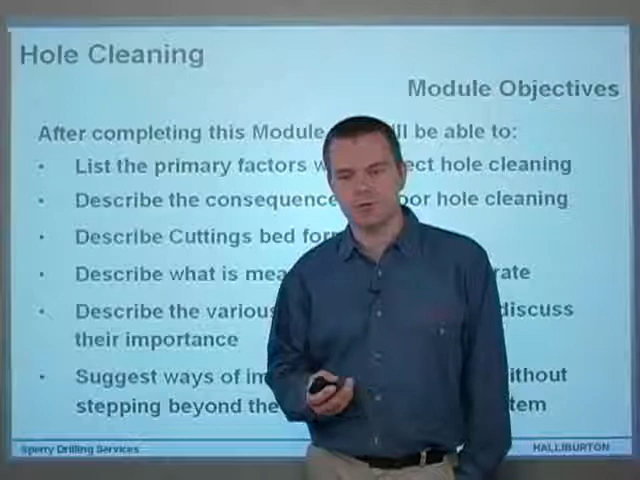 Hole Cleaning
Module Objectives
After completing this Module will be able to:
• List the primary factors ect hole cleaning
• Describe the consequence oor hole cleaning
• Describe Cuttings bed for
• Describe what is mea rate
• Describe the various discuss
their importance
• Suggest ways of im ithout
stepping beyond the tem
Sperry Drilling Services
HALLIBURTON